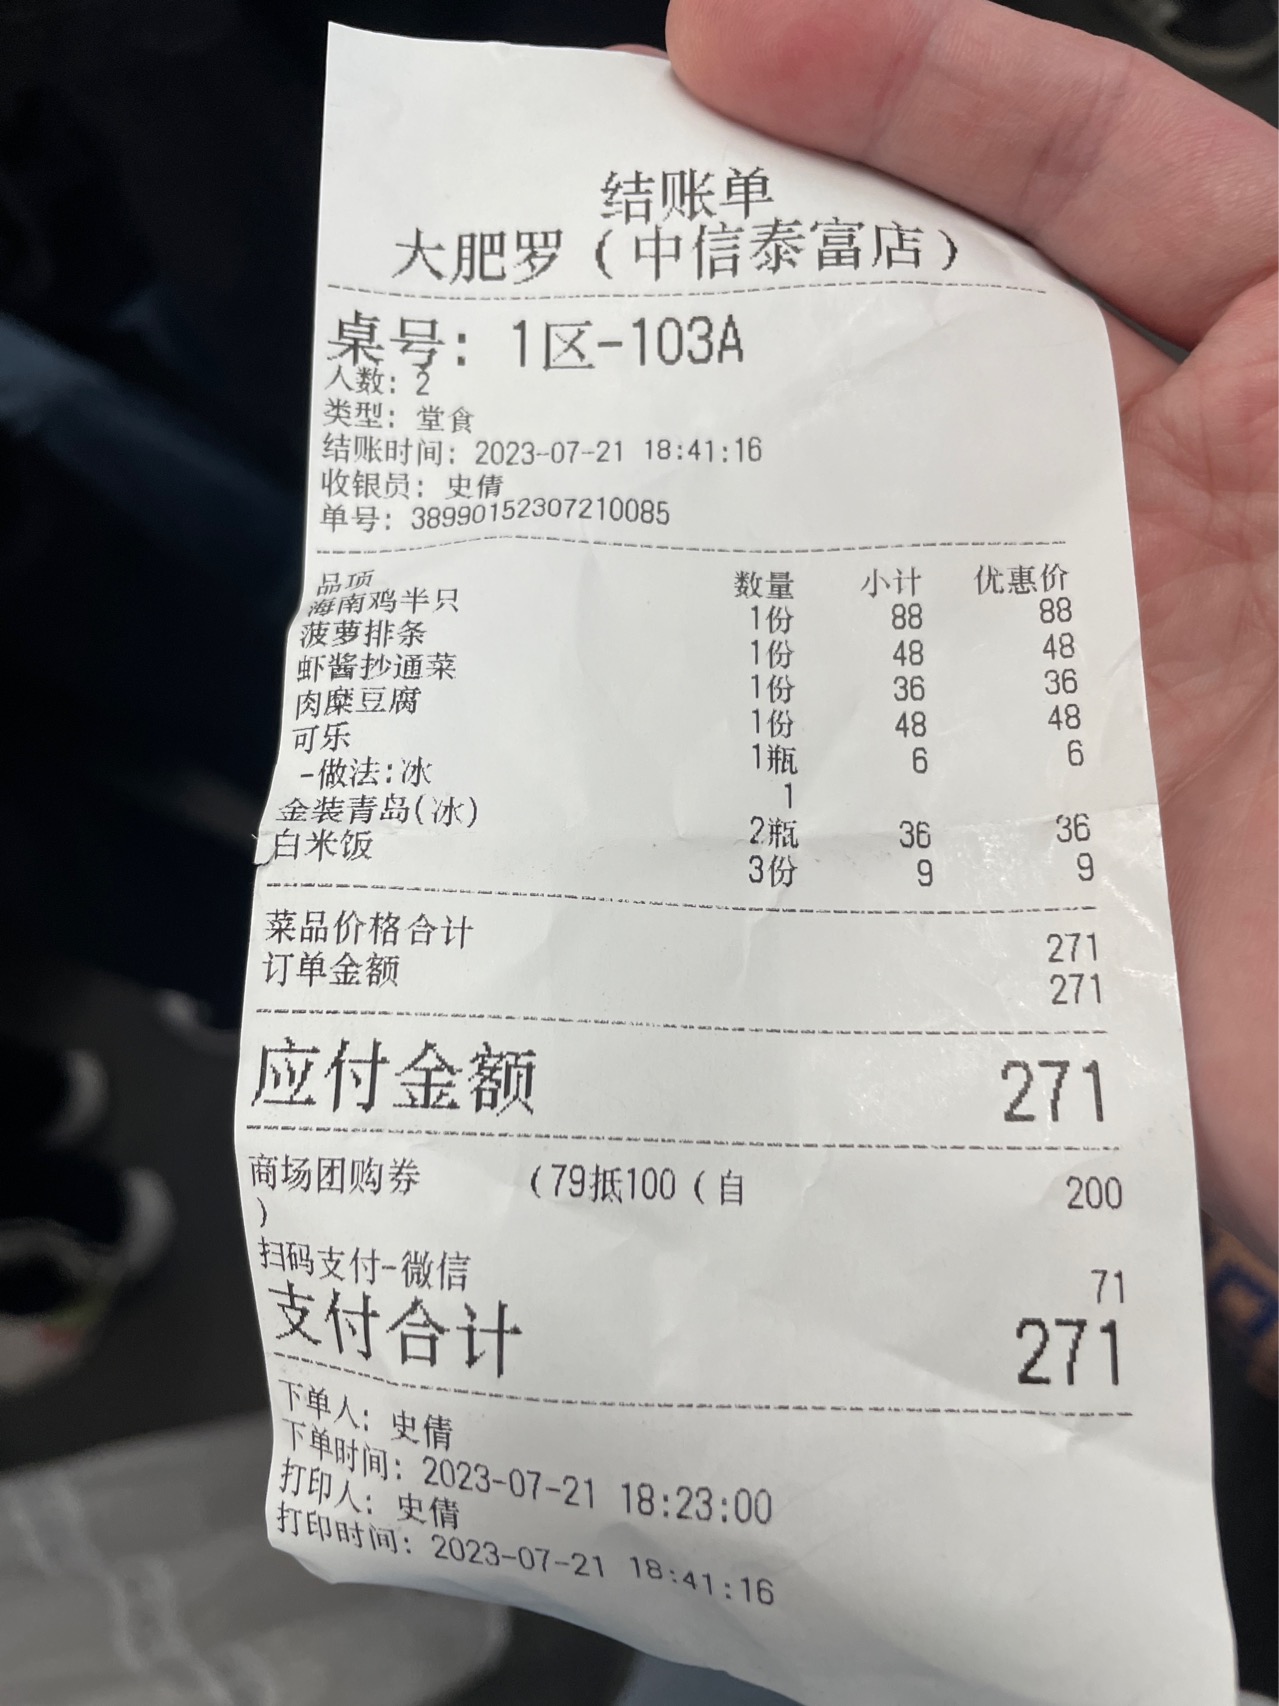 结账单
大肥罗（中信泰富店）
桌号：1区-103A
人数：2
类型：堂食
结账时间：2023-07-21 18:41:16
收银员：史倩
单号：38990152307210085
品项 数量 小计 优惠价
海南鸡半只 1份 88 88
菠萝排条 1份 48 48
虾酱抄通菜 1份 36 36
肉糜豆腐 1份 48 48
可乐 1瓶 6 6
-做法:冰 1
金装青岛(冰) 2瓶 36 36
白米饭 3份 9 9
菜品价格合计 271
订单金额 271
应付金额 271
商场团购券 （79抵100（自 200
）
扫码支付-微信 71
支付合计 271
下单人：史倩
下单时间：2023-07-21 18:23:00
打印人：史倩
打印时间：2023-07-21 18:41:16